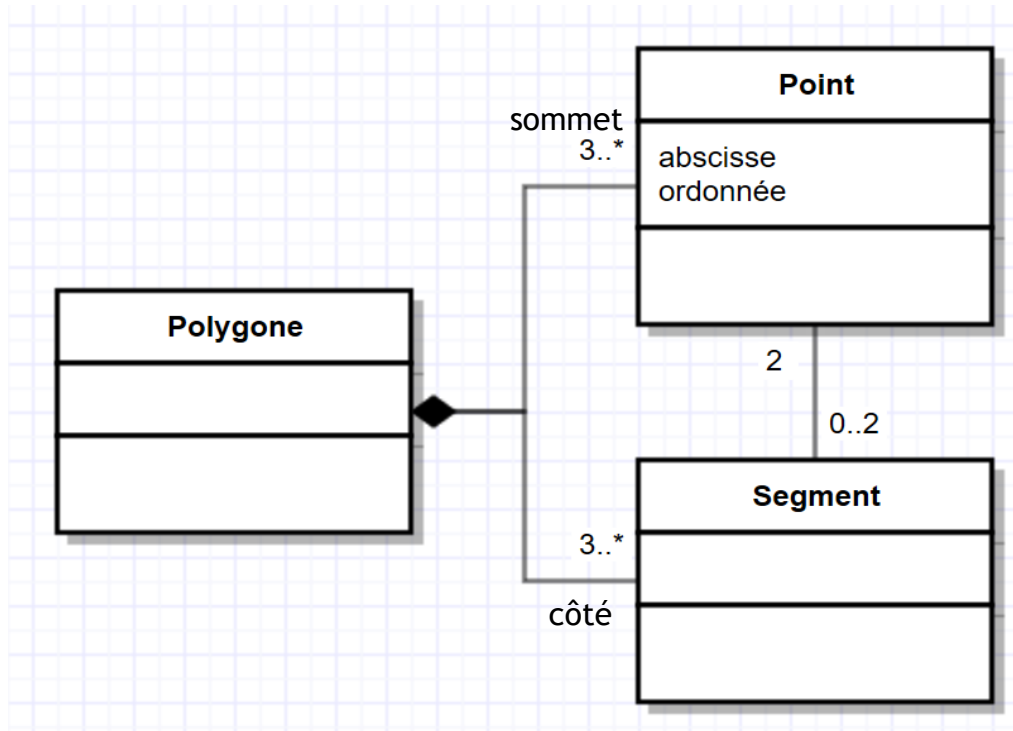 Point
sommet
3..*
abscisse
ordonnée
Polygone
2
0..2
Segment
3..*
côté